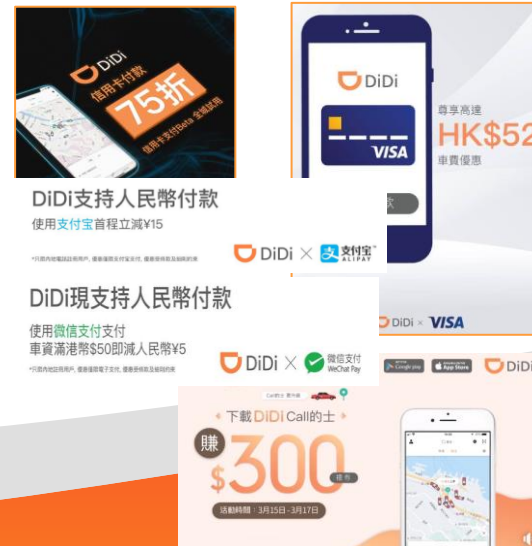 DiDi
信用卡付款
75折
信用卡支付Beta 全城試用
DiDi
VISA
尊享高達
HK$52
車費優惠
款
DiDi × VISA
DiDi支持人民幣付款
使用支付宝首程立減¥15
DiDi × 支付宝
ALIPAY
DiDi現支持人民幣付款
使用微信支付支付
車資滿港幣$50即減人民幣¥5
DiDi × 微信支付
WeChat Pay
Google play
App Store
DiDi
下載DiDi Call的士
賺
$300
活動時間：3月15日-3月17日